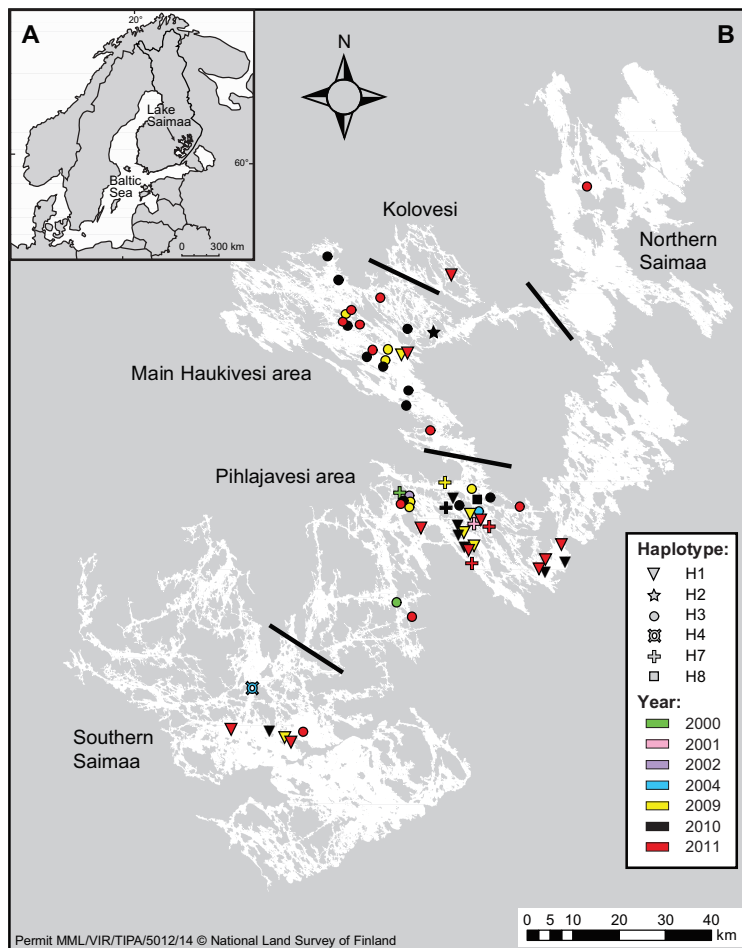 A
20°
Lake
Saimaa
60°
Baltic
Sea
0 300 km
B
N
Kolovesi
Northern
Saimaa
Main Haukivesi area
Pihlajavesi area
Southern
Saimaa
Haplotype:
H1
H2
H3
H4
H7
H8
Year:
2000
2001
2002
2004
2009
2010
2011
0 5 10 20 30 40
km
Permit MML/VIR/TIPA/5012/14 © National Land Survey of Finland